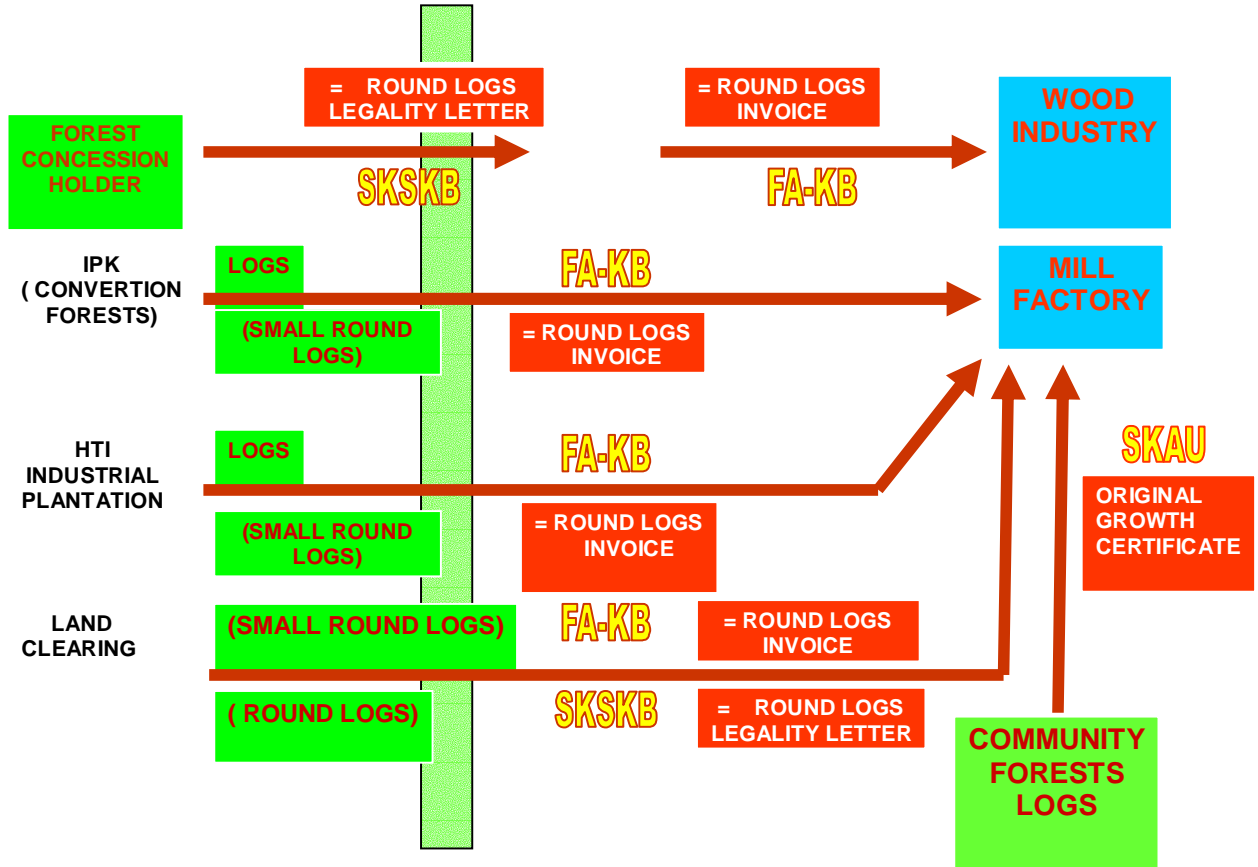 = ROUND LOGS
LEGALITY LETTER
= ROUND LOGS
INVOICE
WOOD
INDUSTRY
FOREST
CONCESSION
HOLDER
SKSKB
FA-KB
IPK
( CONVERTION
FORESTS)
LOGS
(SMALL ROUND
LOGS)
FA-KB
= ROUND LOGS
INVOICE
MILL
FACTORY
HTI
INDUSTRIAL
PLANTATION
LOGS
(SMALL ROUND
LOGS)
FA-KB
= ROUND LOGS
INVOICE
SKAU
ORIGINAL
GROWTH
CERTIFICATE
LAND
CLEARING
(SMALL ROUND LOGS)
FA-KB
= ROUND LOGS
INVOICE
( ROUND LOGS)
SKSKB
= ROUND LOGS
LEGALITY LETTER
COMMUNITY
FORESTS
LOGS